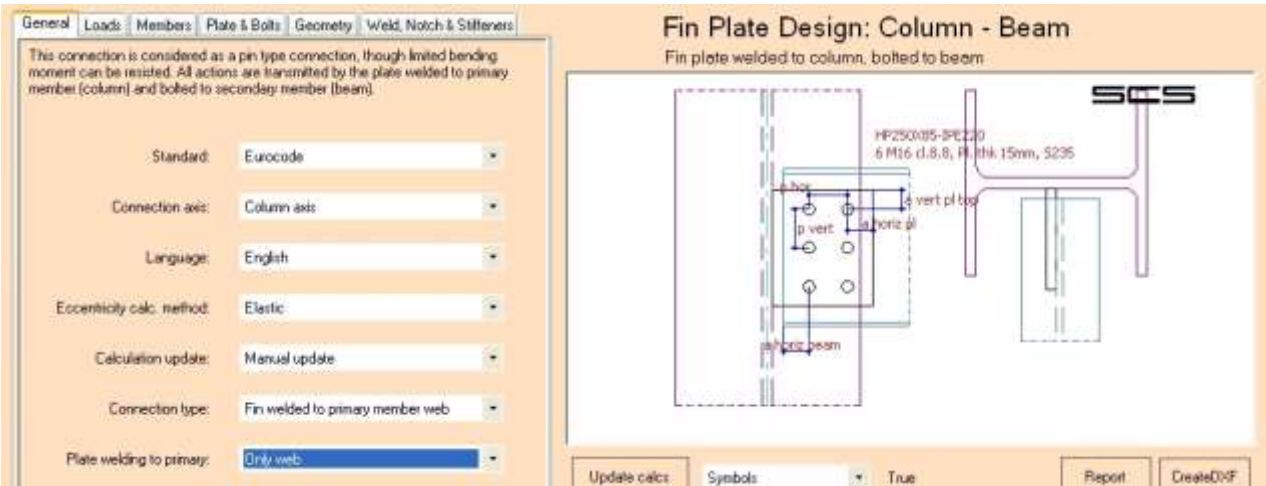 General Loads Members Plate & Bolts Geometry Weld, Notch & Stiffeners
This connection is considered as a pin type connection, though limited bending
moment can be resisted. All actions are transmitted by the plate welded to primary
member (column) and bolted to secondary member (beam).
Standard: Eurocode
Connection axis: Column axis
Language: English
Eccentricity calc. method: Elastic
Calculation update: Manual update
Connection type: Fin welded to primary member web
Plate welding to primary: Only web
Fin Plate Design: Column - Beam
Fin plate welded to column, bolted to beam
SCS
HP250X85-IPE220
6 M16 cl.8.8, Pl. thk 15mm, S235
p hor
a vert pl top
p vert
a horiz pl
a horiz beam
Update calcs Symbols True Report CreateDXF